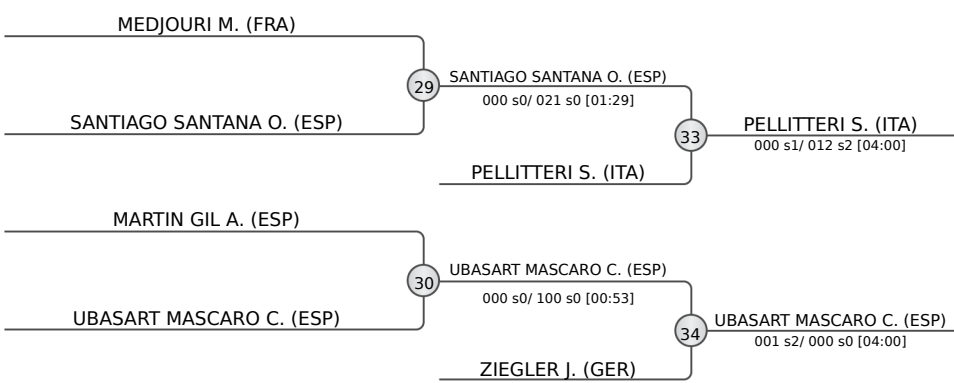 MEDJOURI M. (FRA)
29
SANTIAGO SANTANA O. (ESP)
000 s0/ 021 s0 [01:29]
SANTIAGO SANTANA O. (ESP)
33
PELLITTERI S. (ITA)
000 s1/ 012 s2 [04:00]
PELLITTERI S. (ITA)
MARTIN GIL A. (ESP)
30
UBASART MASCARO C. (ESP)
000 s0/ 100 s0 [00:53]
UBASART MASCARO C. (ESP)
34
UBASART MASCARO C. (ESP)
001 s2/ 000 s0 [04:00]
ZIEGLER J. (GER)